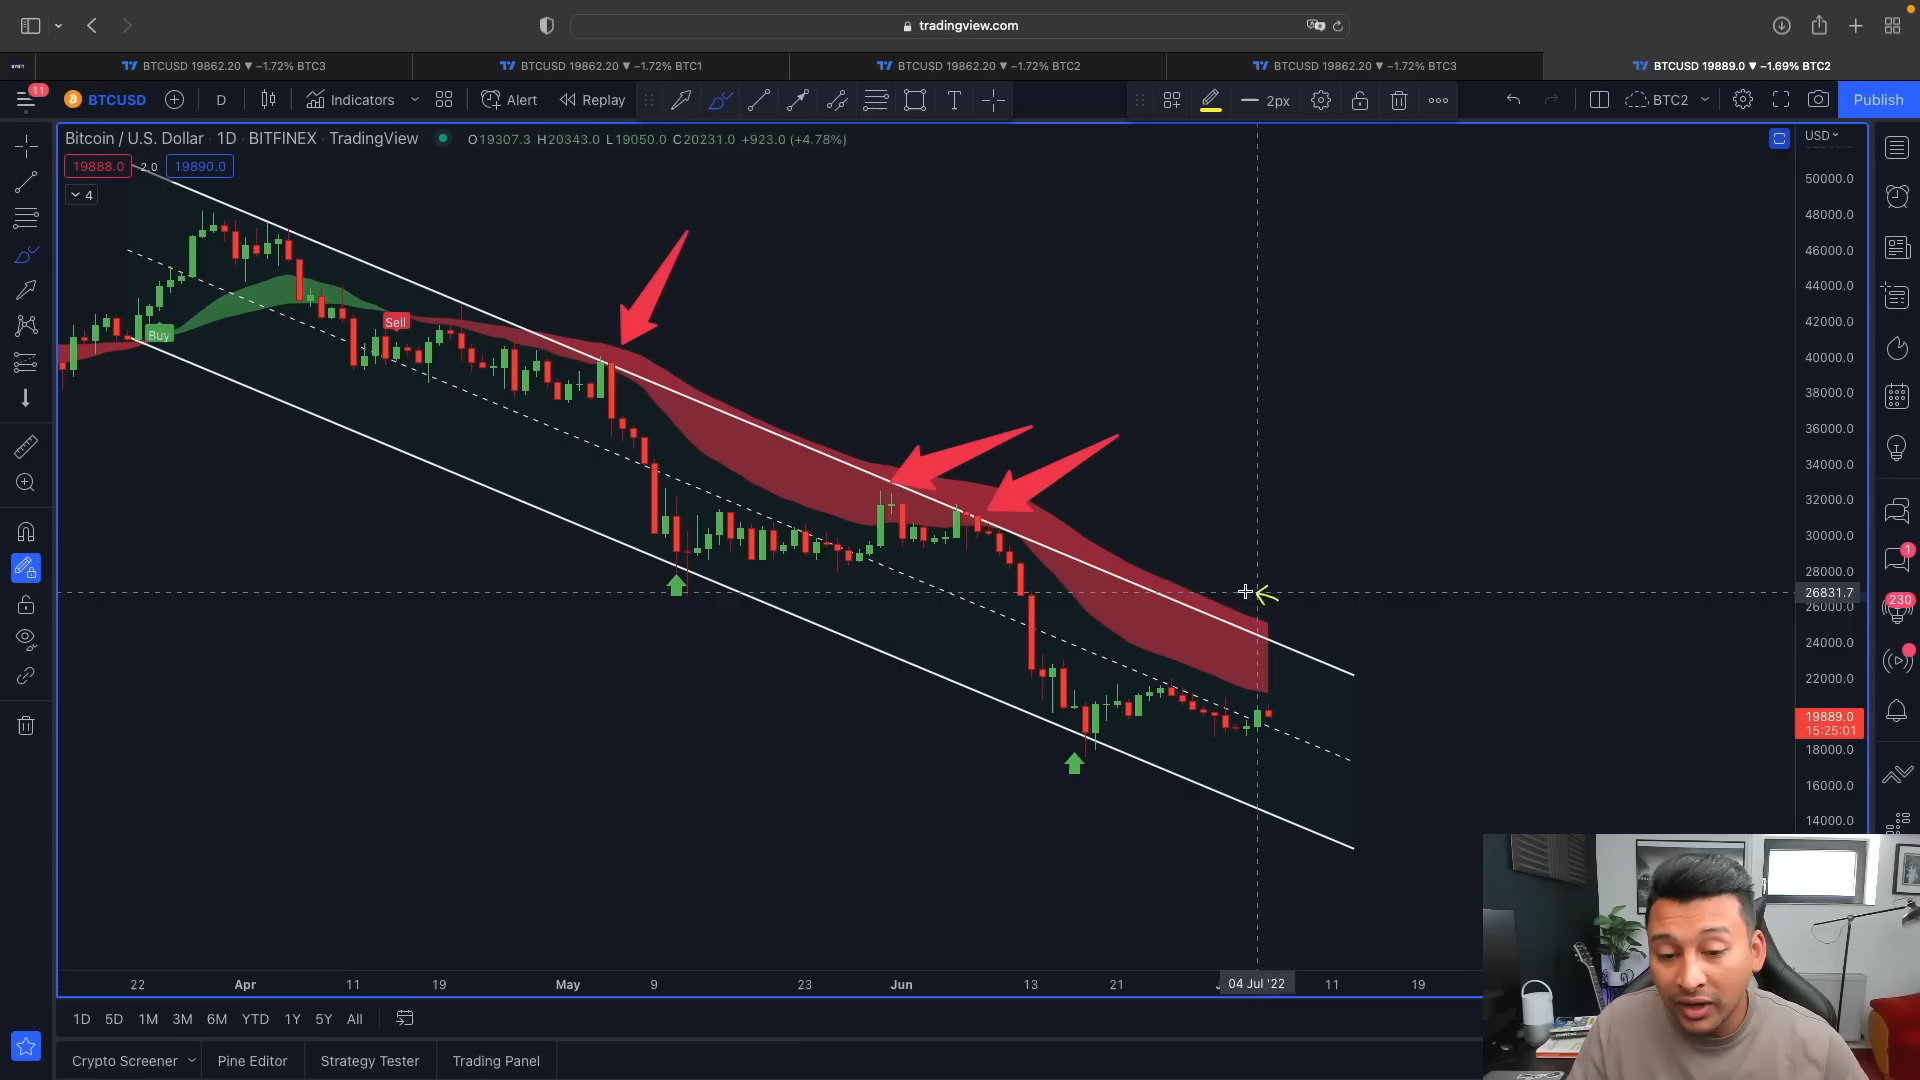 tradingview.com
BTCUSD 19862.20 ▼ −1.72% BTC3
BTCUSD 19862.20 ▼ −1.72% BTC1
BTCUSD 19862.20 ▼ −1.72% BTC2
BTCUSD 19862.20 ▼ −1.72% BTC3
BTCUSD 19889.0 ▼ −1.69% BTC2
11
BTCUSD
D
Indicators
Alert
Replay
T
2px
BTC2
Publish
Bitcoin / U.S. Dollar · 1D · BITFINEX · TradingView
O19307.3 H20343.0 L19050.0 C20231.0 +923.0 (+4.78%)
USD
19888.0
2.0
19890.0
4
50000.0
48000.0
46000.0
44000.0
42000.0
40000.0
38000.0
36000.0
34000.0
32000.0
30000.0
28000.0
26831.7
26000.0
24000.0
22000.0
19889.0
15:25:01
18000.0
16000.0
14000.0
Buy
Sell
1
230
22
Apr
11
19
May
9
23
Jun
13
21
04 Jul '22
11
19
1D
5D
1M
3M
6M
YTD
1Y
5Y
All
Crypto Screener
Pine Editor
Strategy Tester
Trading Panel